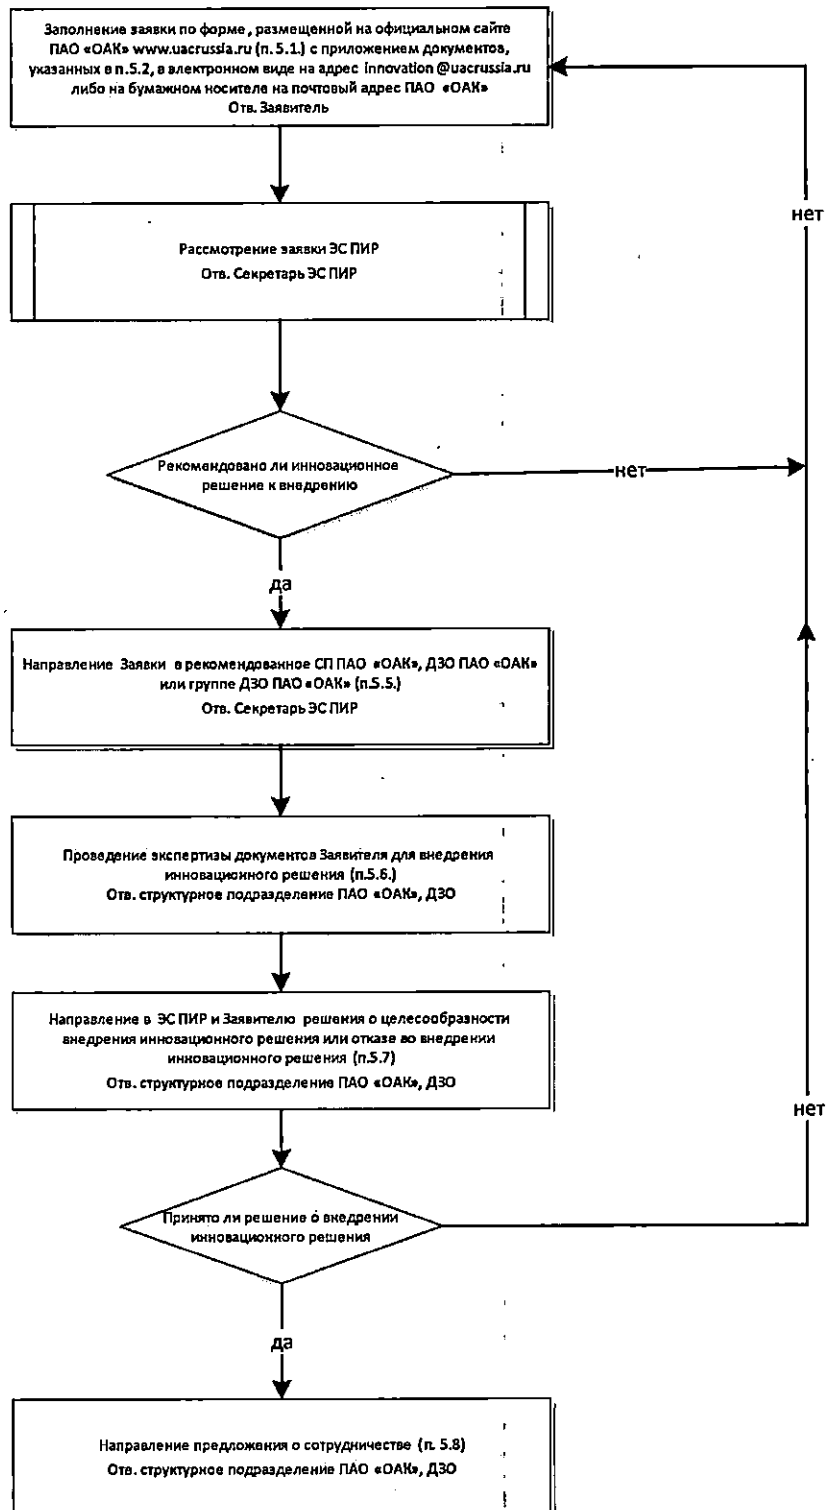 Заполнение заявки по форме, размещенной на официальном сайте
ПАО «ОАК» www.uacrussia.ru (п.5.1.) с приложением документов,
указанных в п.5.2, в электронном виде на адрес innovation@uacrussia.ru
либо на бумажном носителе на почтовый адрес ПАО «ОАК»
Отв. Заявитель
нет
Рассмотрение заявки ЭС ПИР
Отв. Секретарь ЭС ПИР
Рекомендовано ли инновационное
решение к внедрению
нет
да
Направление Заявки в рекомендованное СП ПАО «ОАК», ДЗО ПАО «ОАК»
или группе ДЗО ПАО «ОАК» (п.5.5.)
Отв. Секретарь ЭС ПИР
Проведение экспертизы документов Заявителя для внедрения
инновационного решения (п.5.6.)
Отв. структурное подразделение ПАО «ОАК», ДЗО
Направление в ЭС ПИР и Заявителю решения о целесообразности
внедрения инновационного решения или отказе во внедрении
инновационного решения (п.5.7)
Отв. структурное подразделение ПАО «ОАК», ДЗО
нет
Принято ли решение о внедрении
инновационного решения
да
Направление предложения о сотрудничестве (п. 5.8)
Отв. структурное подразделение ПАО «ОАК», ДЗО